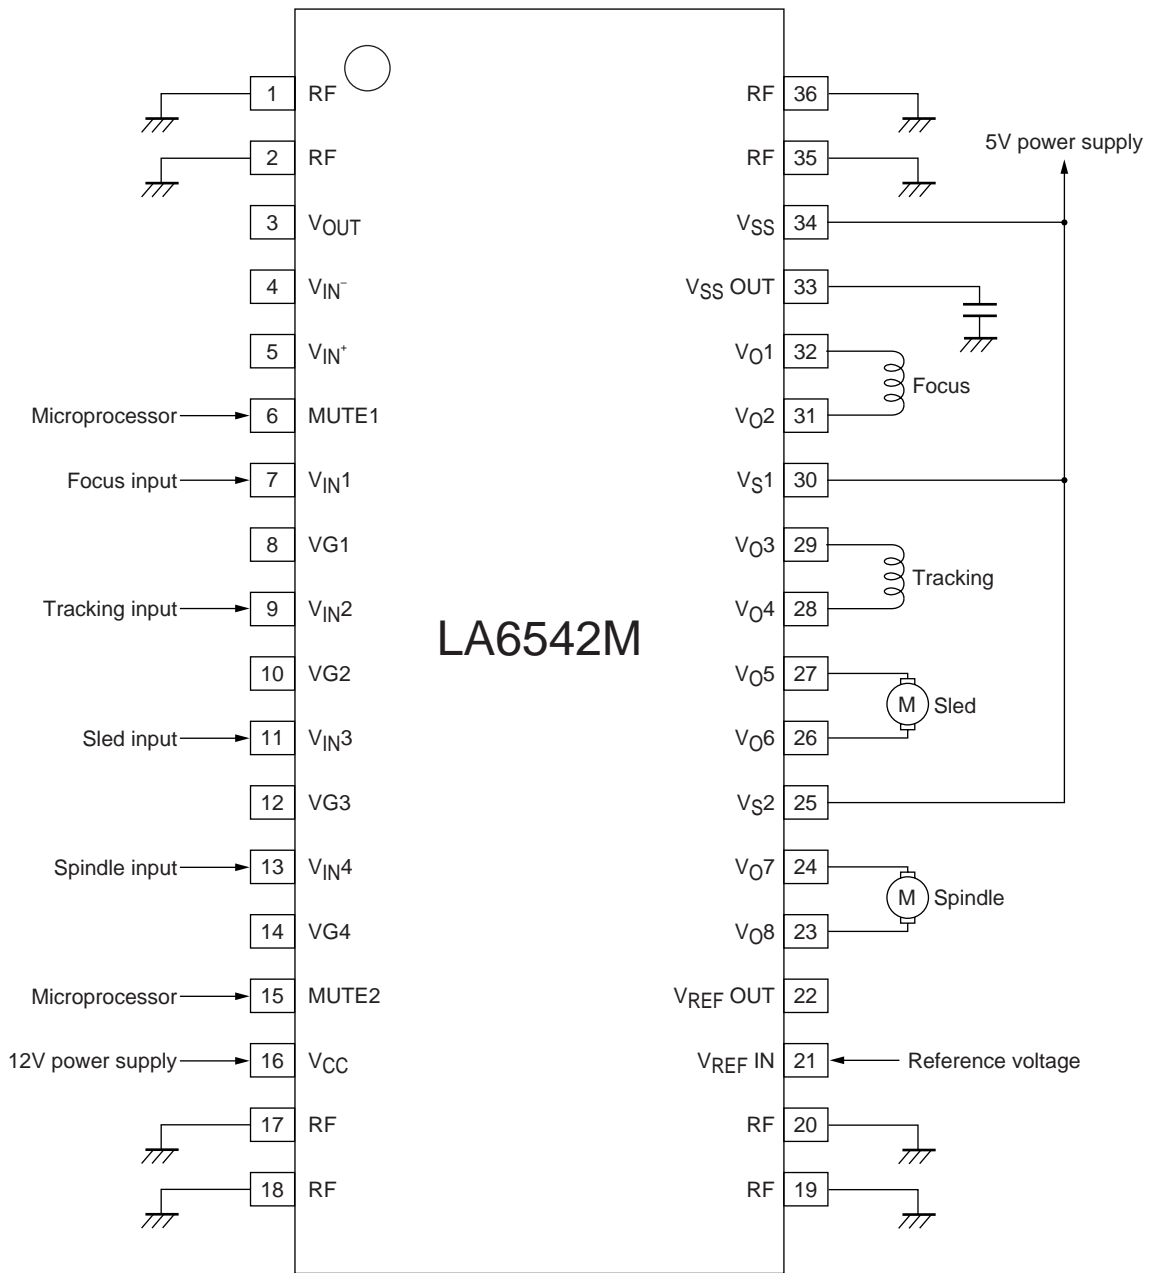 1 RF RF 36
5V power supply
2 RF RF 35
3 VOUT VSS 34
4 VIN− VSS OUT 33
5 VIN+ VO1 32
Focus
Microprocessor 6 MUTE1 VO2 31
Focus input 7 VIN1 VS1 30
8 VG1 VO3 29
Tracking
Tracking input 9 VIN2 VO4 28
LA6542M
10 VG2 VO5 27
M Sled
Sled input 11 VIN3 VO6 26
12 VG3 VS2 25
Spindle input 13 VIN4 VO7 24
M Spindle
14 VG4 VO8 23
Microprocessor 15 MUTE2 VREF OUT 22
12V power supply 16 VCC VREF IN 21 Reference voltage
17 RF RF 20
18 RF RF 19